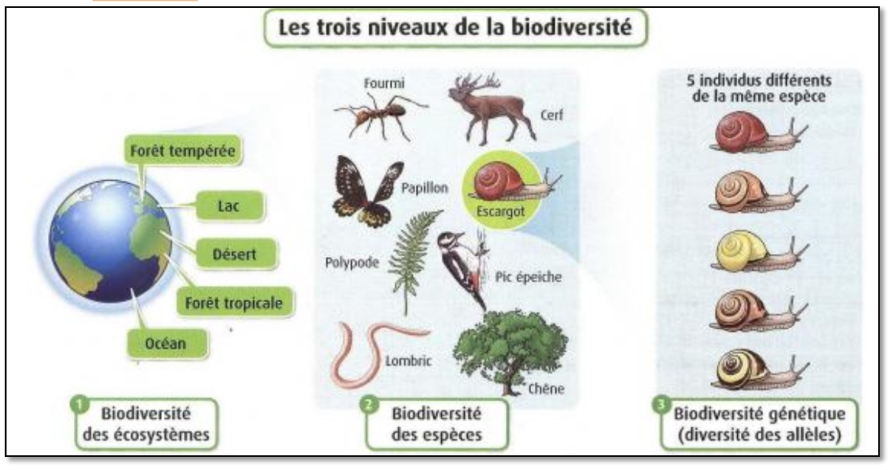 Les trois niveaux de la biodiversité
Forêt tempérée
Lac
Désert
Forêt tropicale
Océan
1 Biodiversité
des écosystèmes
Fourmi
Cerf
Papillon
Escargot
Polypode
Pic épeiche
Lombric
Chêne
2 Biodiversité
des espèces
5 individus différents
de la même espèce
3 Biodiversité génétique
(diversité des allèles)